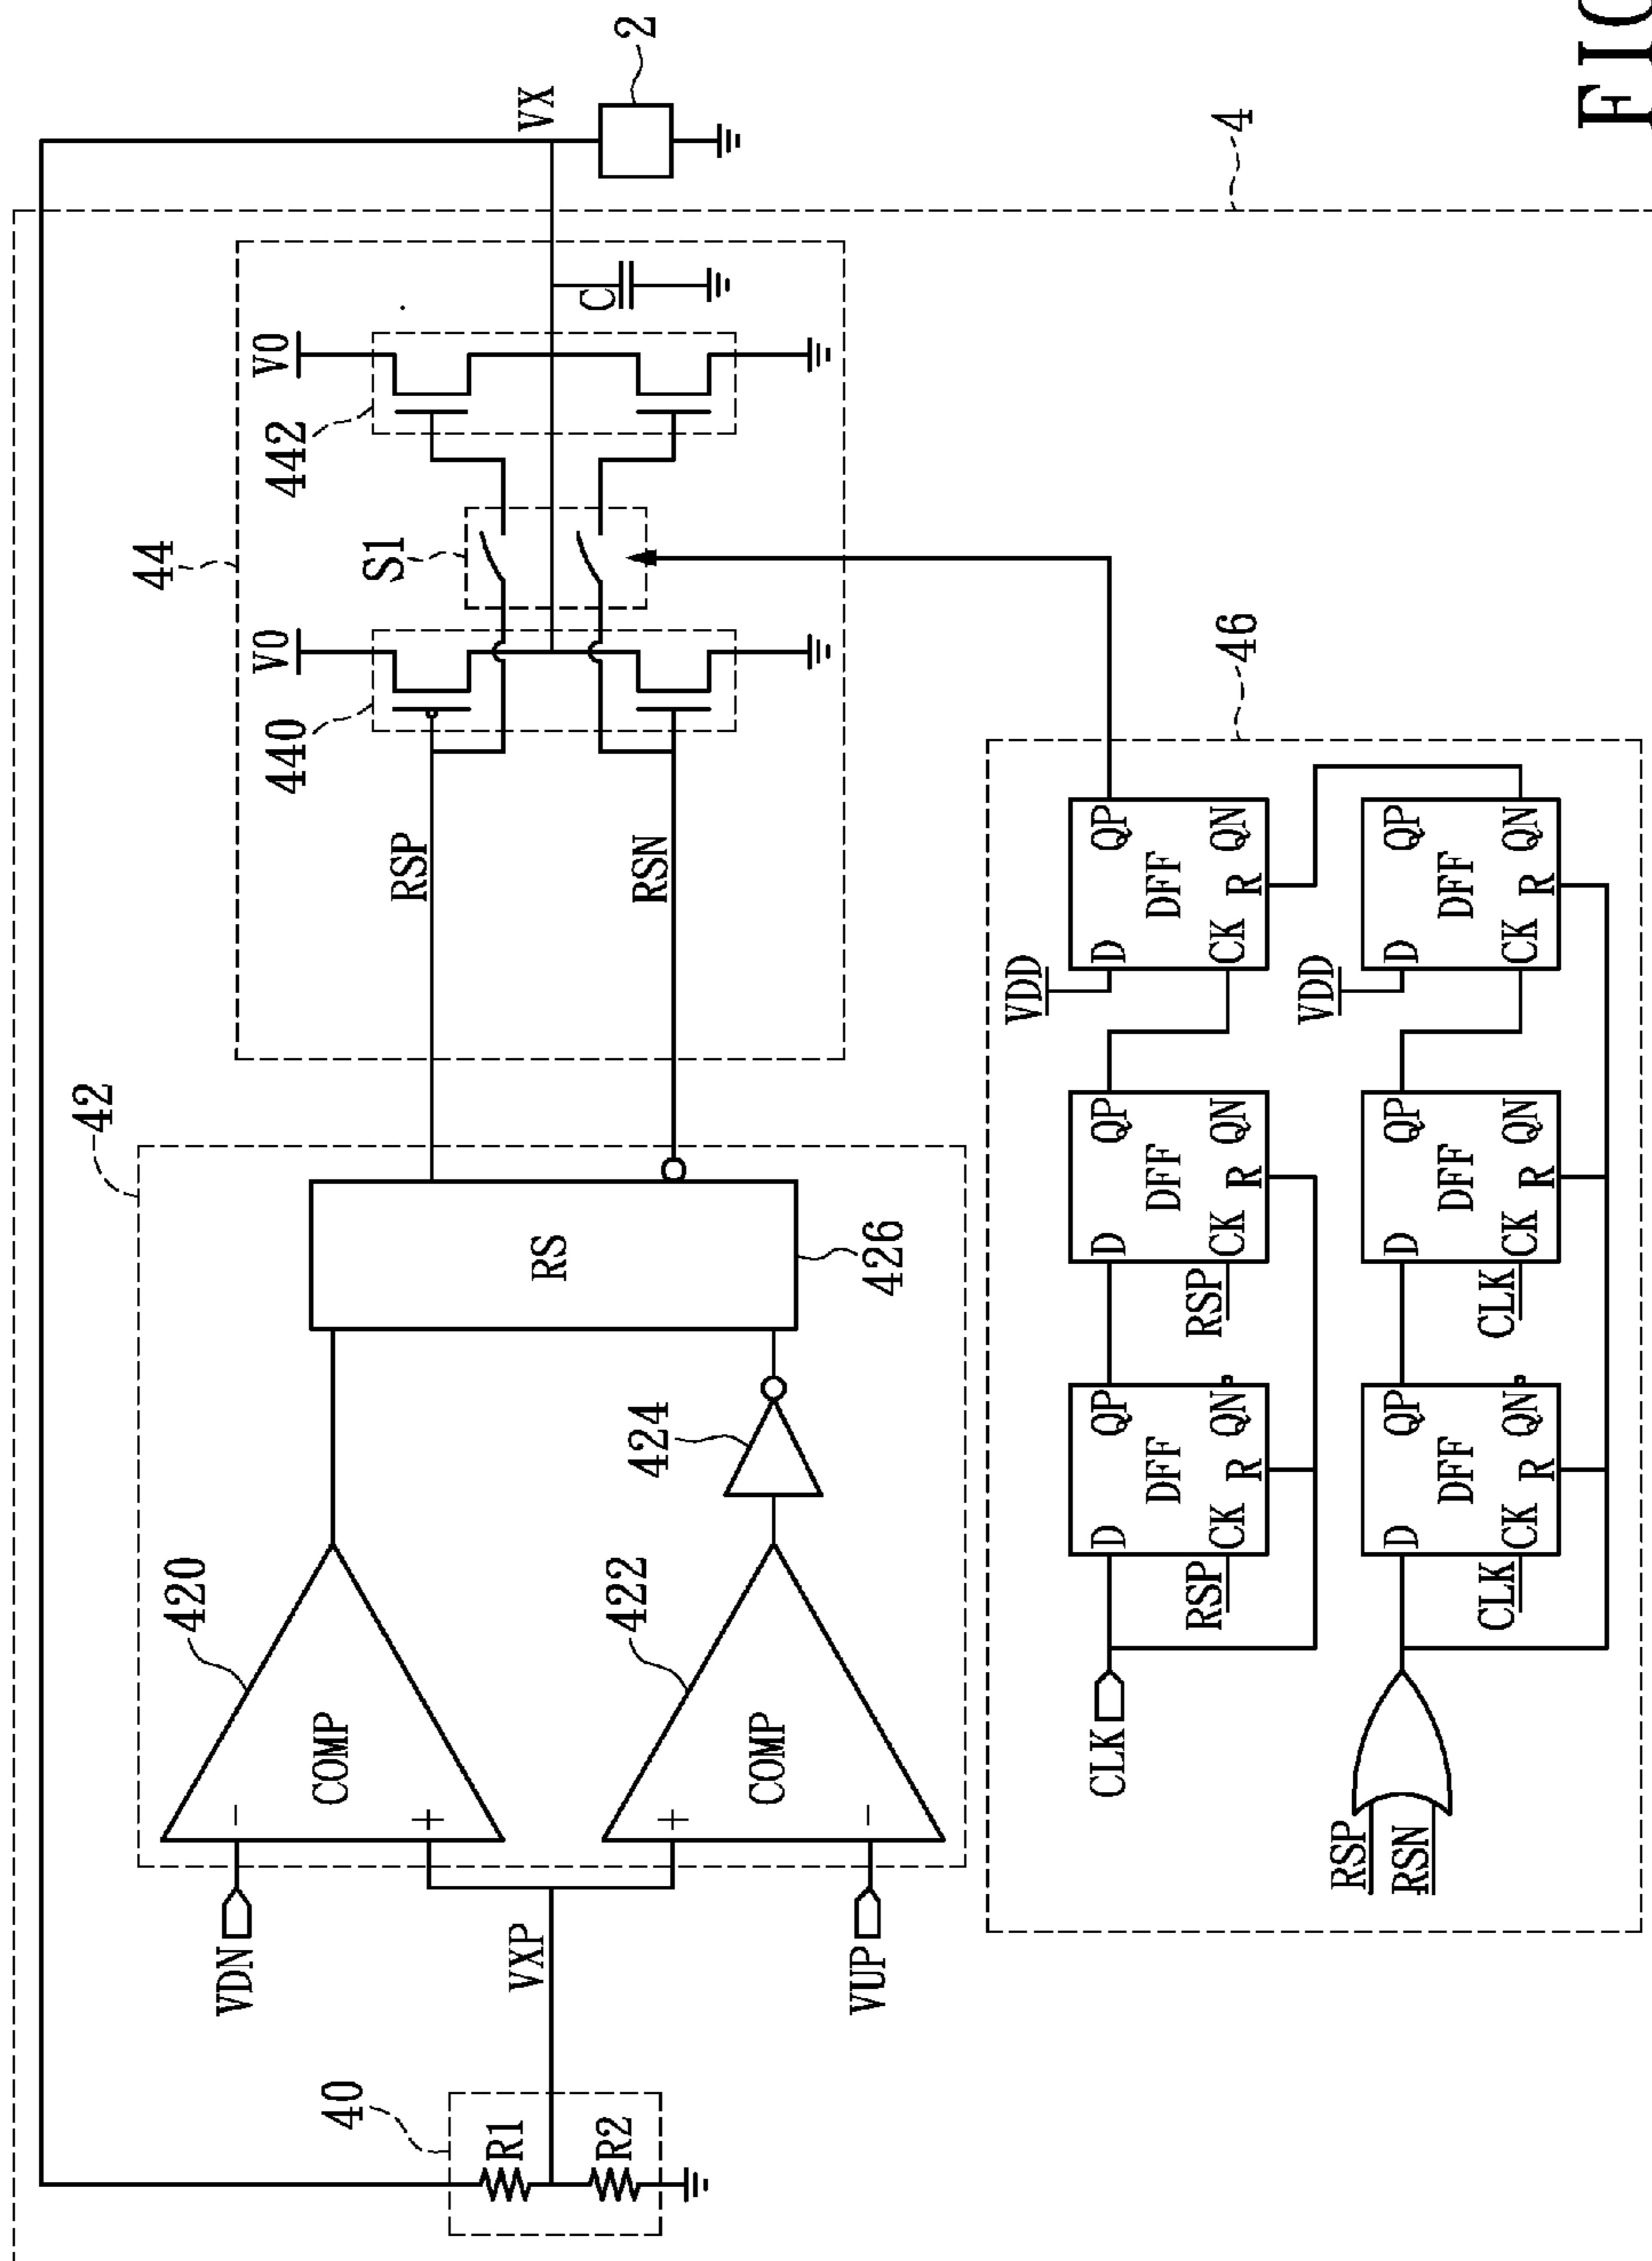 4
2
VX
42
44
V0
V0
442
440
S1
C
RSP
RSN
40
R1
R2
VXP
VDN
VUP
420
422
-
COMP
+
+
COMP
-
424
RS
426
46
CLK
D QP
DFF
CK R QN
RSP
D QP
DFF
CK R QN
RSP
VDD
D QP
DFF
CK R QN
RSP
RSN
D QP
DFF
CK R QN
CLK
D QP
DFF
CK R QN
CLK
VDD
D QP
DFF
CK R QN